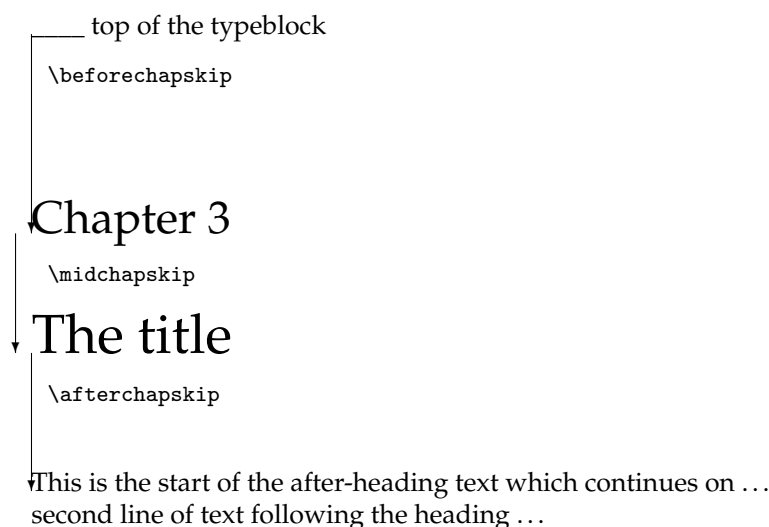 ____ top of the typeblock
\beforechapskip
Chapter 3
\midchapskip
The title
\afterchapskip
This is the start of the after-heading text which continues on ...
second line of text following the heading ...